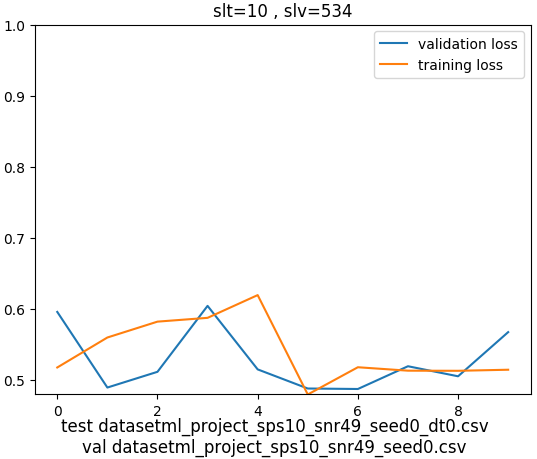 slt=10 , slv=534
validation loss
training loss
1.0
0.9
0.8
0.7
0.6
0.5
0 2 4 6 8
test datasetml_project_sps10_snr49_seed0_dt0.csv
val datasetml_project_sps10_snr49_seed0.csv